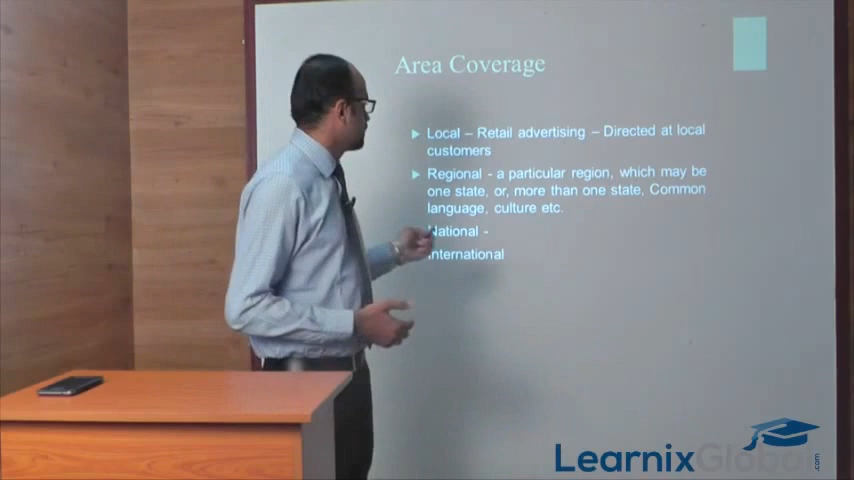 Area Coverage
Local – Retail advertising – Directed at local
customers
Regional - a particular region, which may be
one state, or, more than one state, Common
language, culture etc.
National -
International
LearnixGlobal
.com